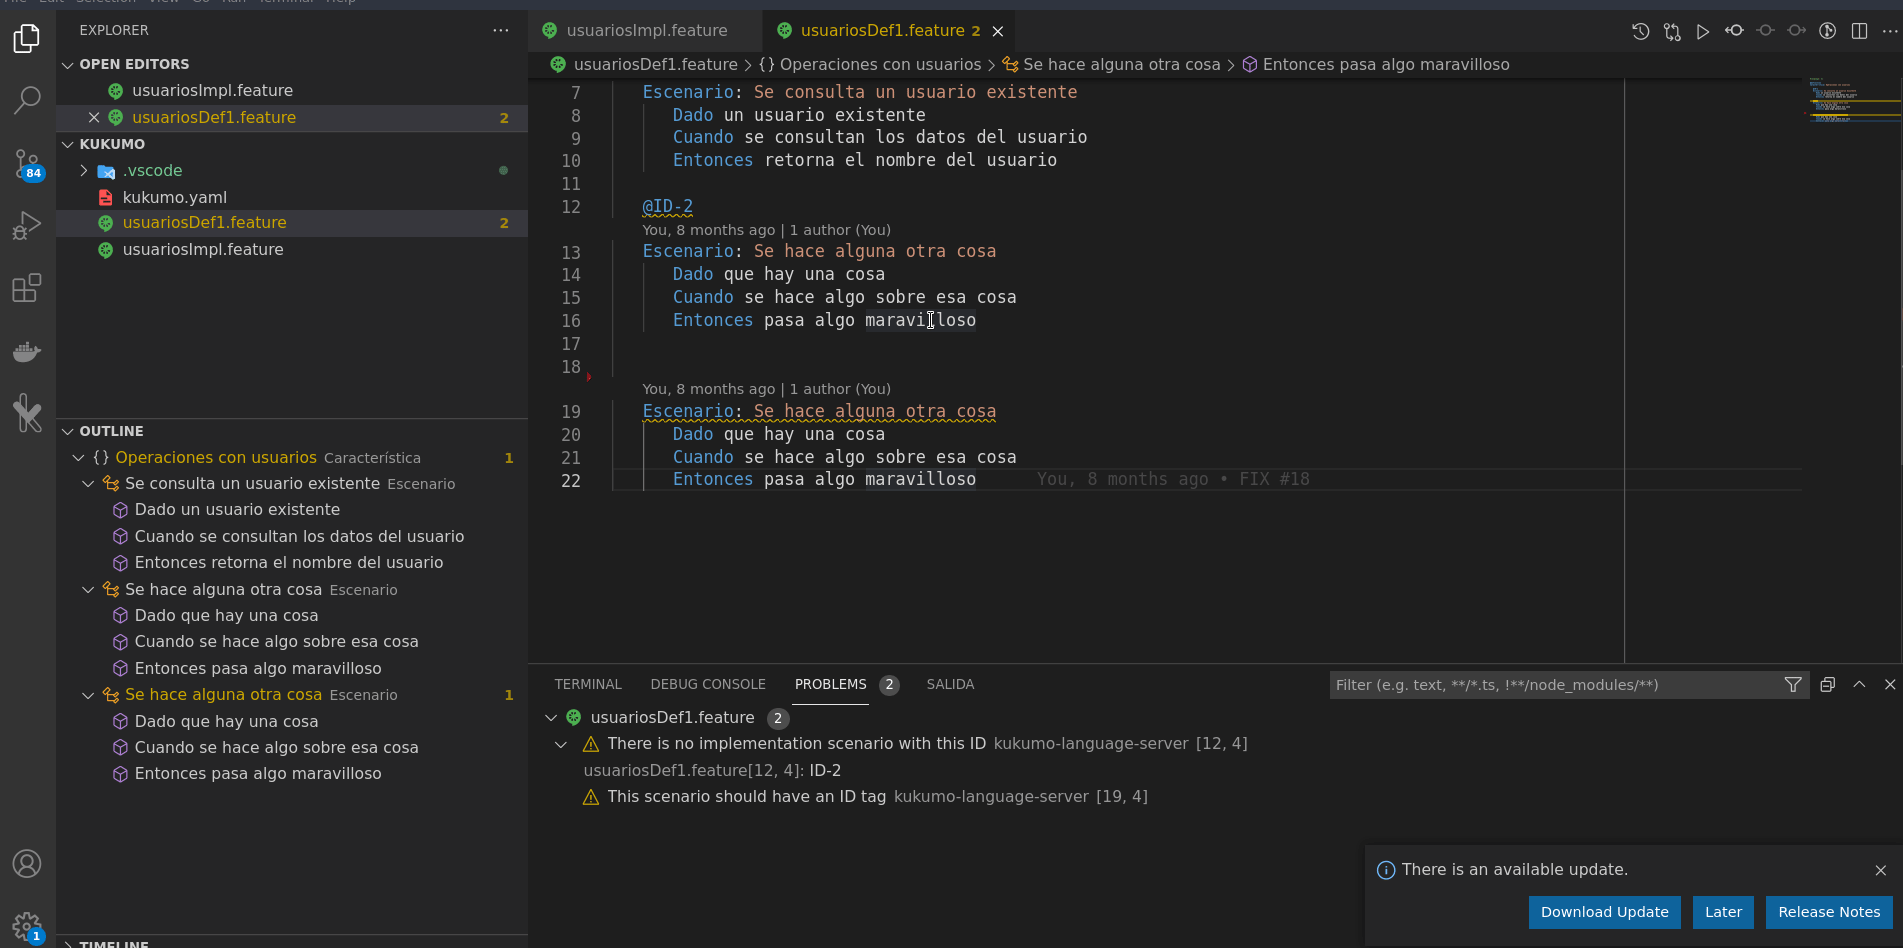 File Edit Selection View Go Run Terminal Help
EXPLORER
OPEN EDITORS
usuariosImpl.feature
usuariosDef1.feature 2
KUKUMO
.vscode
kukumo.yaml
usuariosDef1.feature 2
usuariosImpl.feature
84
OUTLINE
{} Operaciones con usuarios Característica 1
Se consulta un usuario existente Escenario
Dado un usuario existente
Cuando se consultan los datos del usuario
Entonces retorna el nombre del usuario
Se hace alguna otra cosa Escenario
Dado que hay una cosa
Cuando se hace algo sobre esa cosa
Entonces pasa algo maravilloso
Se hace alguna otra cosa Escenario 1
Dado que hay una cosa
Cuando se hace algo sobre esa cosa
Entonces pasa algo maravilloso
1
TIMELINE
usuariosImpl.feature
usuariosDef1.feature 2
usuariosDef1.feature > {} Operaciones con usuarios > Se hace alguna otra cosa > Entonces pasa algo maravilloso
7 Escenario: Se consulta un usuario existente
8 Dado un usuario existente
9 Cuando se consultan los datos del usuario
10 Entonces retorna el nombre del usuario
11
12 @ID-2
You, 8 months ago | 1 author (You)
13 Escenario: Se hace alguna otra cosa
14 Dado que hay una cosa
15 Cuando se hace algo sobre esa cosa
16 Entonces pasa algo maravilloso
17
18
You, 8 months ago | 1 author (You)
19 Escenario: Se hace alguna otra cosa
20 Dado que hay una cosa
21 Cuando se hace algo sobre esa cosa
22 Entonces pasa algo maravilloso You, 8 months ago • FIX #18
TERMINAL DEBUG CONSOLE PROBLEMS 2 SALIDA
Filter (e.g. text, **/*.ts, !**/node_modules/**)
usuariosDef1.feature 2
There is no implementation scenario with this ID kukumo-language-server [12, 4]
usuariosDef1.feature[12, 4]: ID-2
This scenario should have an ID tag kukumo-language-server [19, 4]
There is an available update.
Download Update Later Release Notes